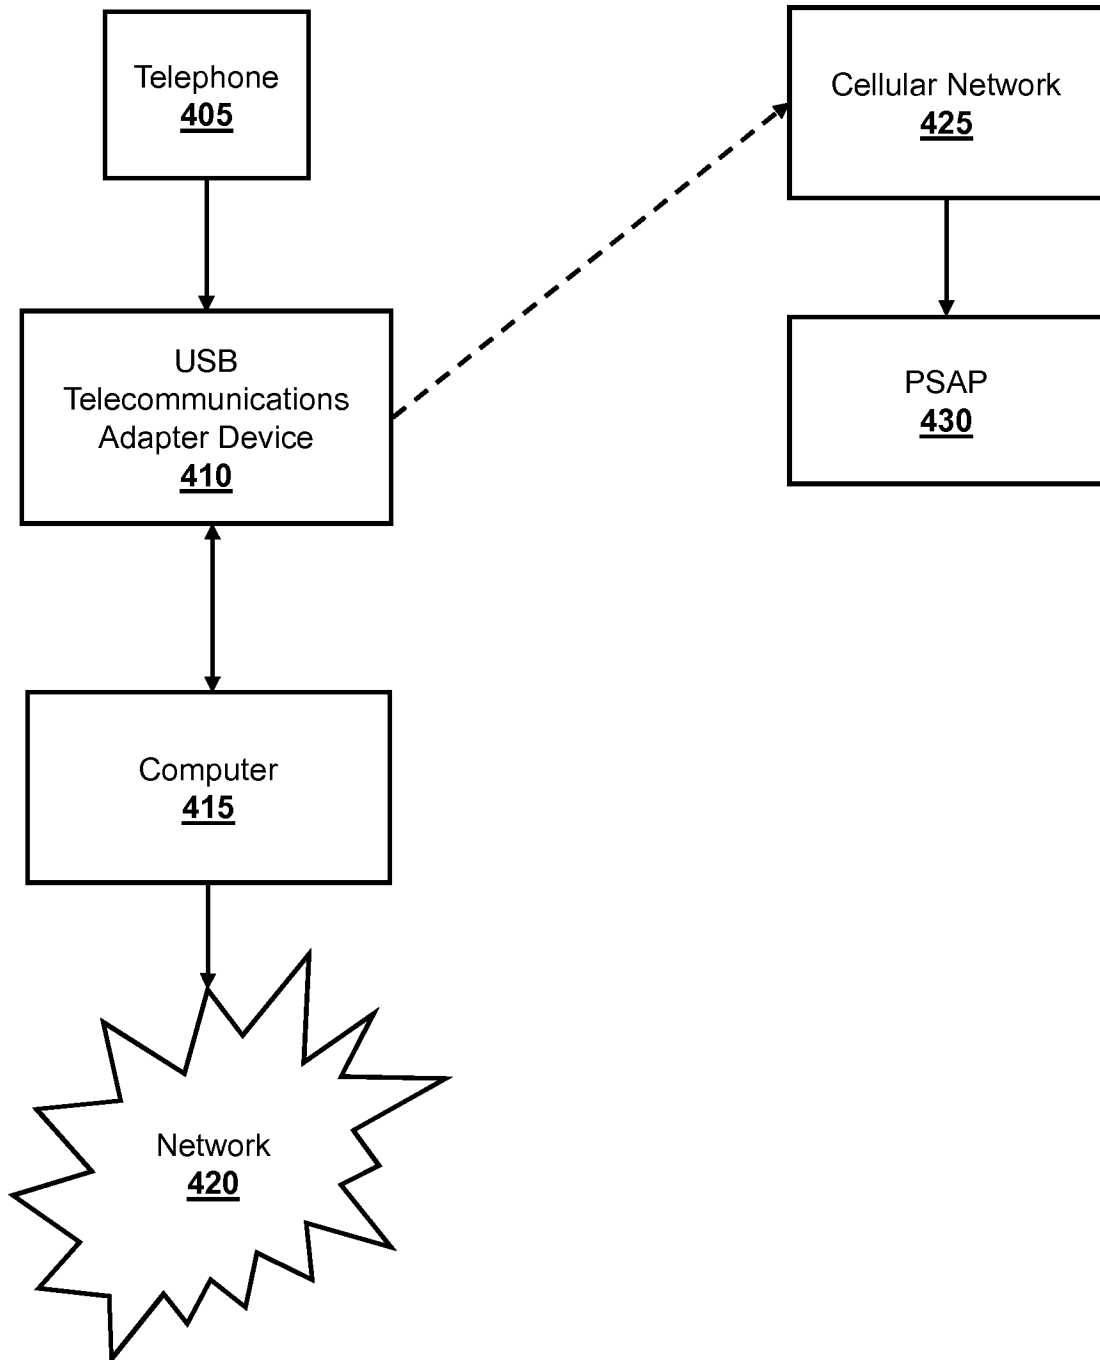 Telephone
405
Cellular Network
425
USB
Telecommunications
Adapter Device
410
PSAP
430
Computer
415
Network
420